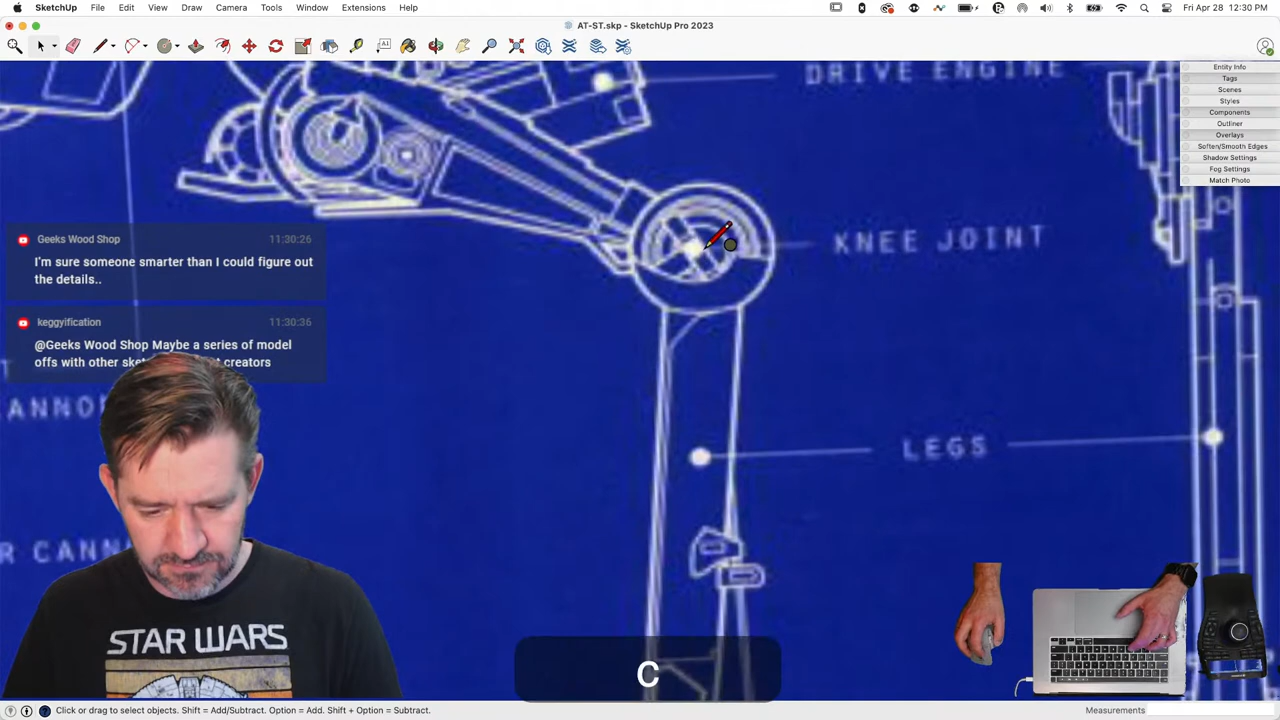 SketchUp File Edit View Draw Camera Tools Window Extensions Help
Fri Apr 28 12:30 PM
AT-ST.skp - SketchUp Pro 2023
Entity Info
Tags
Scenes
Styles
Components
Outliner
Overlays
Soften/Smooth Edges
Shadow Settings
Fog Settings
Match Photo
DRIVE ENGINE
KNEE JOINT
LEGS
Geeks Wood Shop 11:30:26
I'm sure someone smarter than I could figure out
the details..
keggyification 11:30:36
@Geeks Wood Shop Maybe a series of model
offs with other creators
STAR WARS
C
Click or drag to select objects. Shift = Add/Subtract. Option = Add. Shift + Option = Subtract.
Measurements